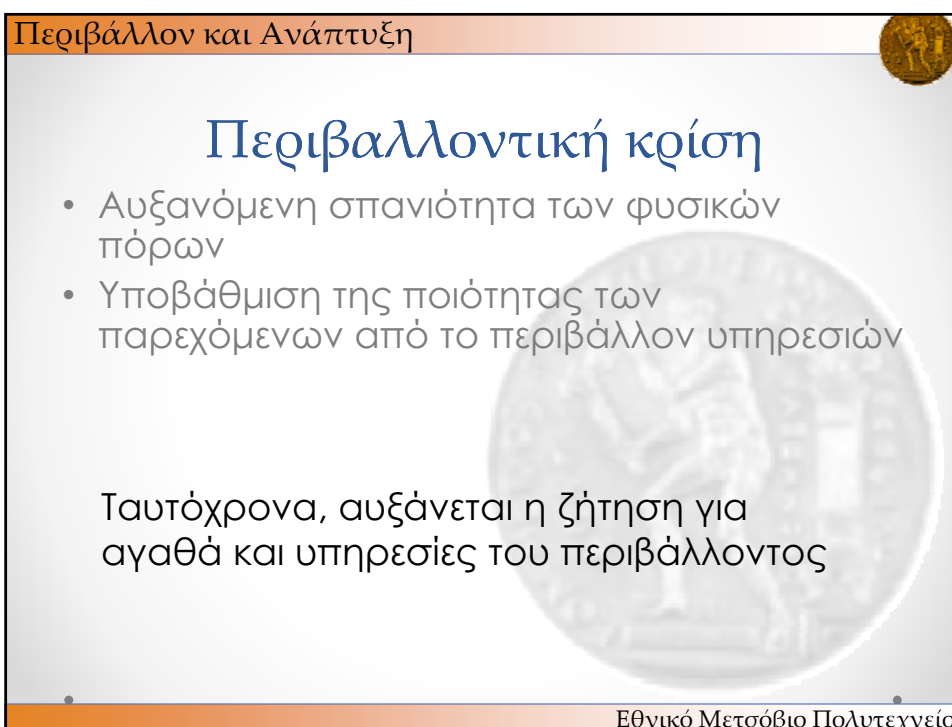 Περιβάλλον και Ανάπτυξη
Περιβαλλοντική κρίση
• Αυξανόμενη σπανιότητα των φυσικών
πόρων
• Υποβάθμιση της ποιότητας των
παρεχόμενων από το περιβάλλον υπηρεσιών
Ταυτόχρονα, αυξάνεται η ζήτηση για
αγαθά και υπηρεσίες του περιβάλλοντος
Εθνικό Μετσόβιο Πολυτεχνείο